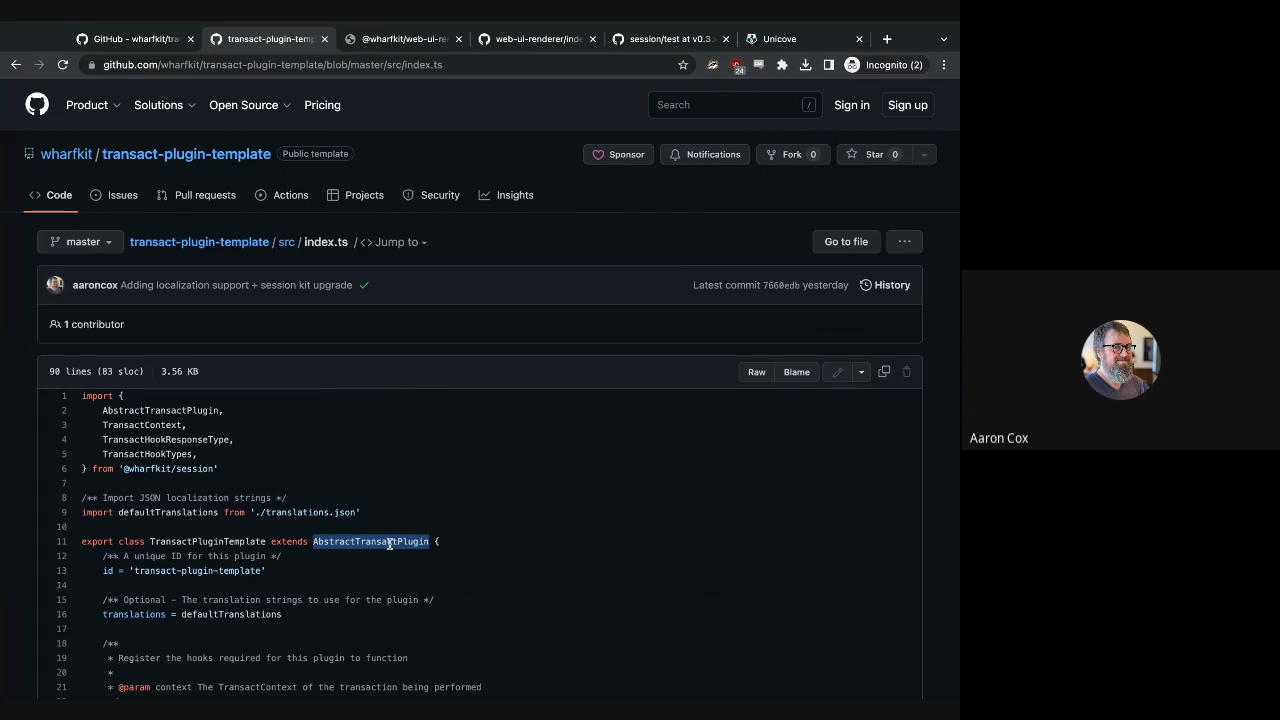 GitHub - wharfkit/tra
transact-plugin-temp
@wharfkit/web-ui-re
web-ui-renderer/inde
session/test at v0.3.
Unicove
github.com/wharfkit/transact-plugin-template/blob/master/src/index.ts
24
Incognito (2)
Product
Solutions
Open Source
Pricing
Search
/
Sign in
Sign up
wharfkit / transact-plugin-template
Public template
Sponsor
Notifications
Fork 0
Star 0
Code
Issues
Pull requests
Actions
Projects
Security
Insights
master
transact-plugin-template / src / index.ts / <> Jump to
Go to file
...
aaroncox Adding localization support + session kit upgrade
Latest commit 7660edb yesterday
History
1 contributor
90 lines (83 sloc) | 3.56 KB
Raw
Blame
1 import {
2 AbstractTransactPlugin,
3 TransactContext,
4 TransactHookResponseType,
5 TransactHookTypes,
6 } from '@wharfkit/session'
7
8 /** Import JSON localization strings */
9 import defaultTranslations from './translations.json'
10
11 export class TransactPluginTemplate extends AbstractTransactPlugin {
12 /** A unique ID for this plugin */
13 id = 'transact-plugin-template'
14
15 /** Optional - The translation strings to use for the plugin */
16 translations = defaultTranslations
17
18 /**
19 * Register the hooks required for this plugin to function
20 *
21 * @param context The TransactContext of the transaction being performed
Aaron Cox